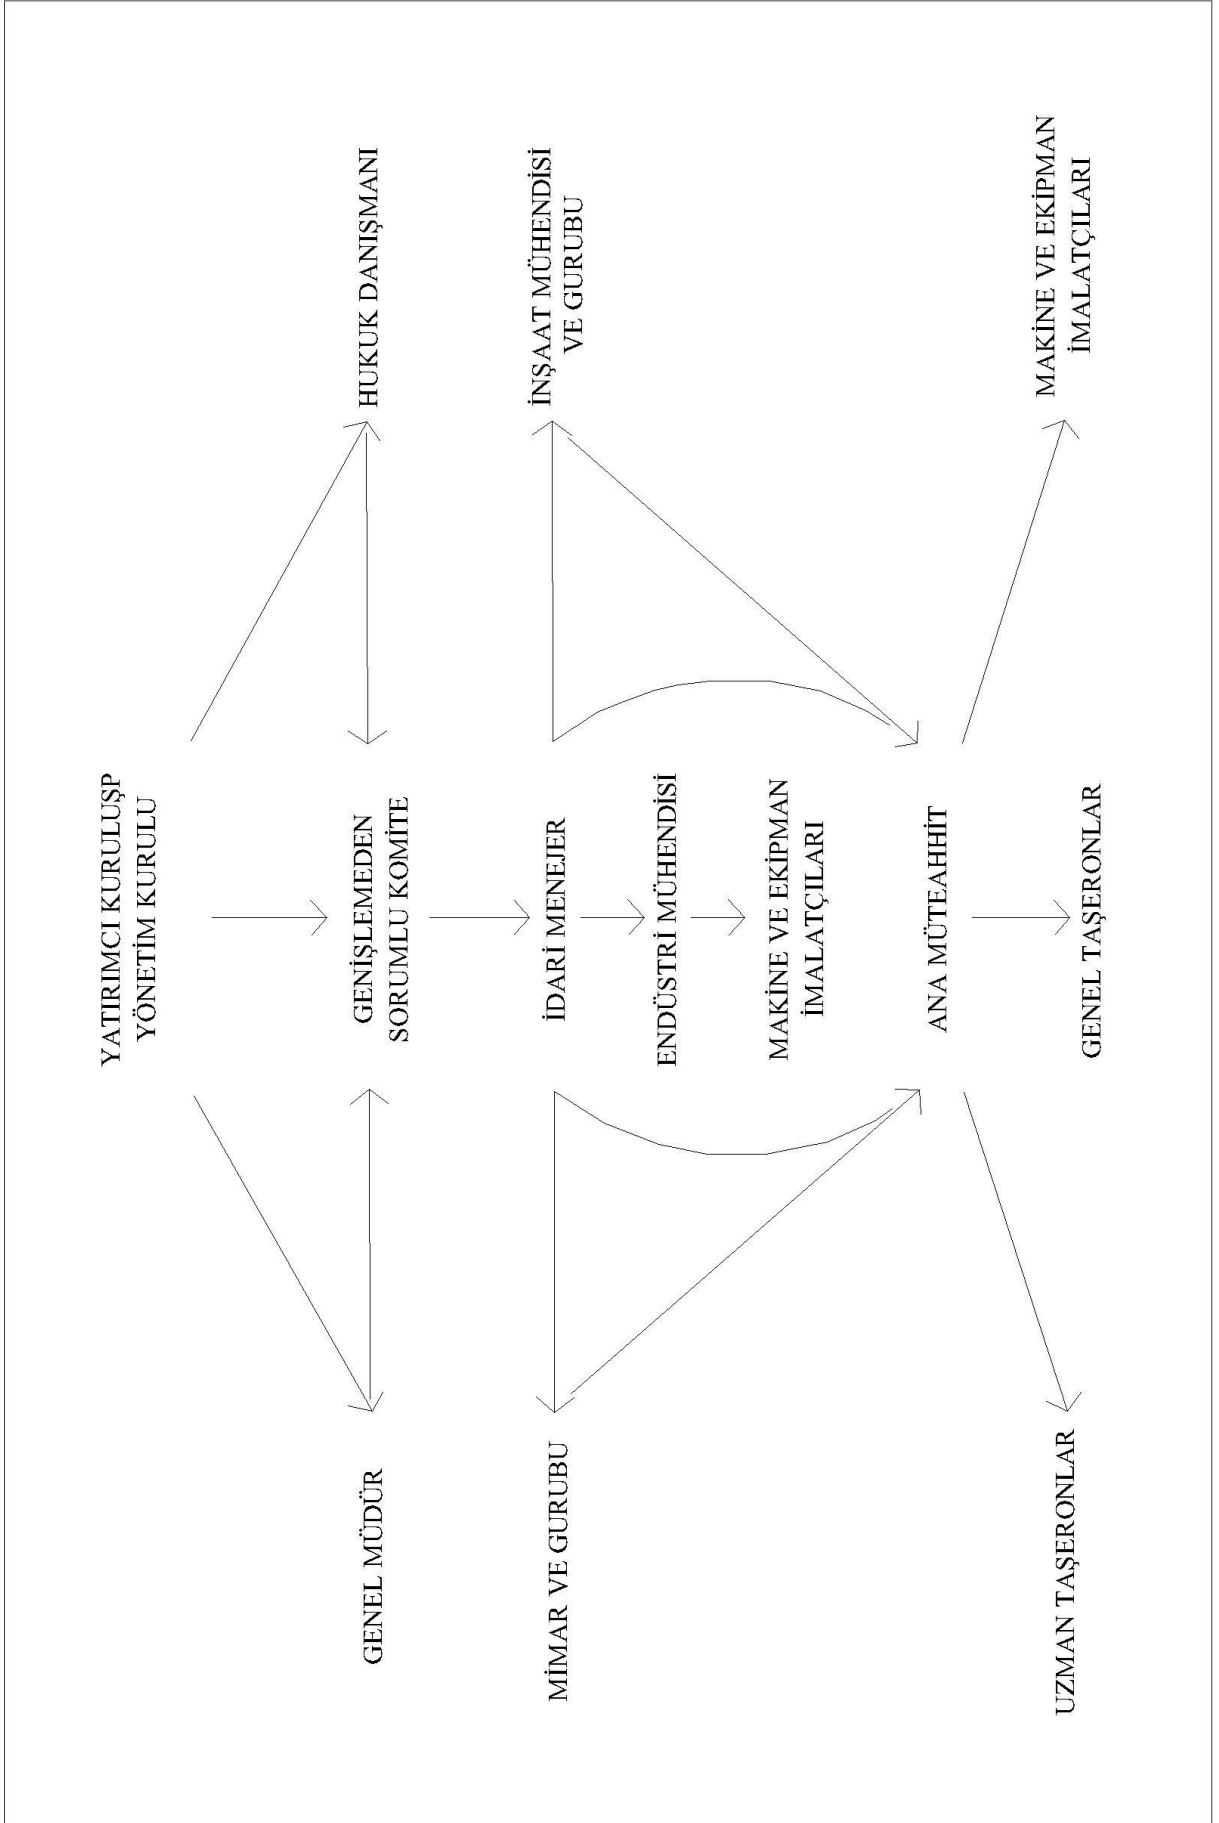 YATIRIMCI KURULUŞP
YÖNETİM KURULU
GENEL MÜDÜR
GENİŞLEMEDEN
SORUMLU KOMİTE
HUKUK DANIŞMANI
MİMAR VE GURUBU
İDARİ MENEJER
İNŞAAT MÜHENDİSİ
VE GURUBU
ENDÜSTRİ MÜHENDİSİ
MAKİNE VE EKİPMAN
İMALATÇILARI
ANA MÜTEAHHİT
UZMAN TAŞERONLAR
GENEL TAŞERONLAR
MAKİNE VE EKİPMAN
İMALATÇILARI